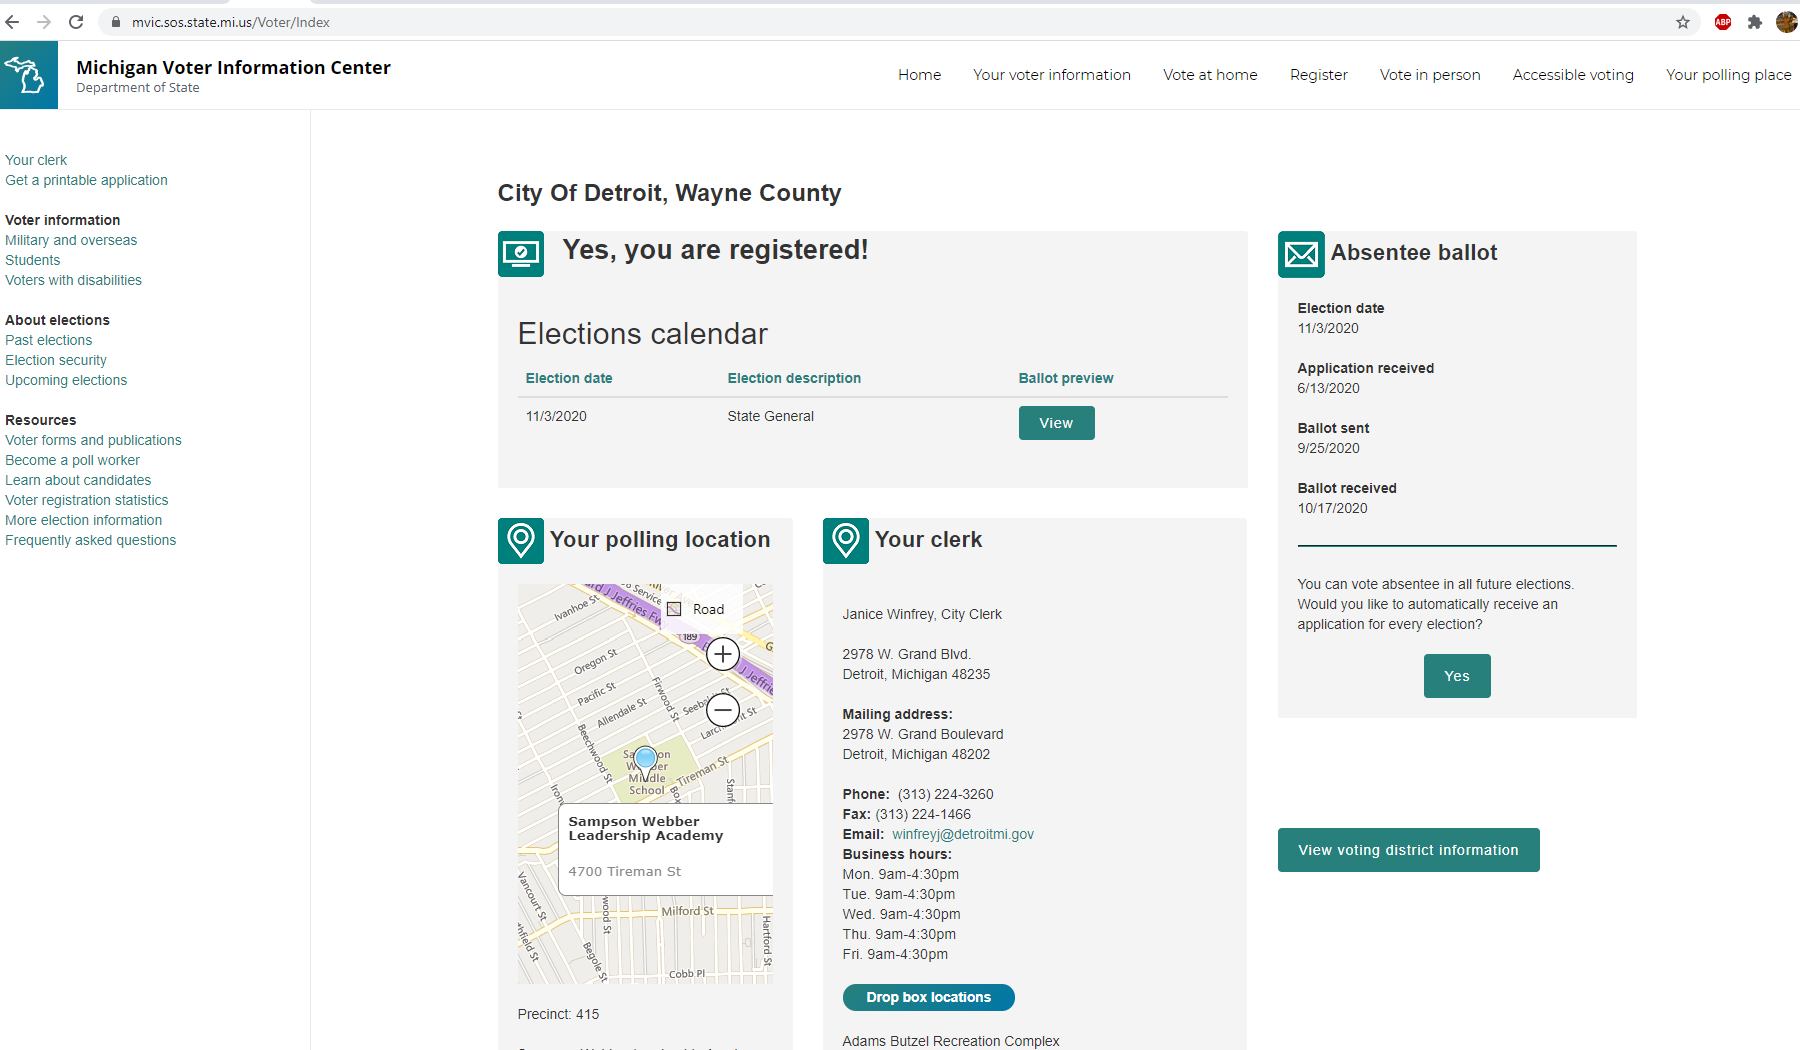 mvic.sos.state.mi.us/Voter/Index
ABP
Michigan Voter Information Center
Department of State
Home
Your voter information
Vote at home
Register
Vote in person
Accessible voting
Your polling place
Your clerk
Get a printable application
Voter information
Military and overseas
Students
Voters with disabilities
About elections
Past elections
Election security
Upcoming elections
Resources
Voter forms and publications
Become a poll worker
Learn about candidates
Voter registration statistics
More election information
Frequently asked questions
City Of Detroit, Wayne County
Yes, you are registered!
Elections calendar
Election date Election description Ballot preview
11/3/2020 State General View
Absentee ballot
Election date
11/3/2020
Application received
6/13/2020
Ballot sent
9/25/2020
Ballot received
10/17/2020
You can vote absentee in all future elections.
Would you like to automatically receive an
application for every election?
Yes
View voting district information
Your polling location
Road
J Jeffries
Service
Ivanhoe St
189
J Jeffries
Oregon St
Pacific St
Firwood St
Allendale St
Beechwood St
Middle
School
Tireman St
Sampson Webber
Leadership Academy
4700 Tireman St
Vancourt St
Milford St
Hartford St
Begole St
Cobb Pl
Precinct: 415
Your clerk
Janice Winfrey, City Clerk
2978 W. Grand Blvd.
Detroit, Michigan 48235
Mailing address:
2978 W. Grand Boulevard
Detroit, Michigan 48202
Phone: (313) 224-3260
Fax: (313) 224-1466
Email: winfreyj@detroitmi.gov
Business hours:
Mon. 9am-4:30pm
Tue. 9am-4:30pm
Wed. 9am-4:30pm
Thu. 9am-4:30pm
Fri. 9am-4:30pm
Drop box locations
Adams Butzel Recreation Complex